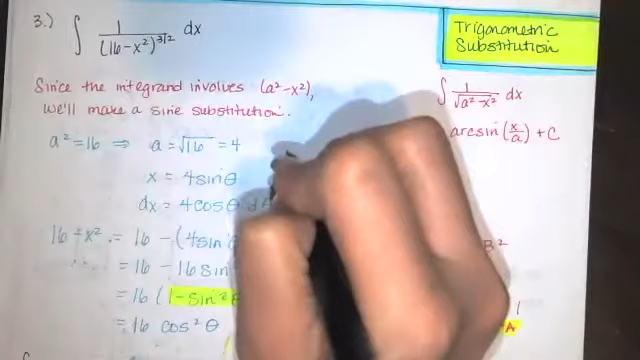 3.) ∫ 1/(16-x²)^3/2 dx
Trigonometric
Substitution
Since the integrand involves (a²-x²),
we'll make a sine substitution.
∫ 1/√a²-x² dx
arcsin(x/a) + C
a² = 16 ⇒ a = √16 = 4
x = 4sinθ
dx = 4cosθ
16-x² = 16 - (4sin
= 16 - 16sin
= 16 (1-sin²θ
= 16 cos²θ